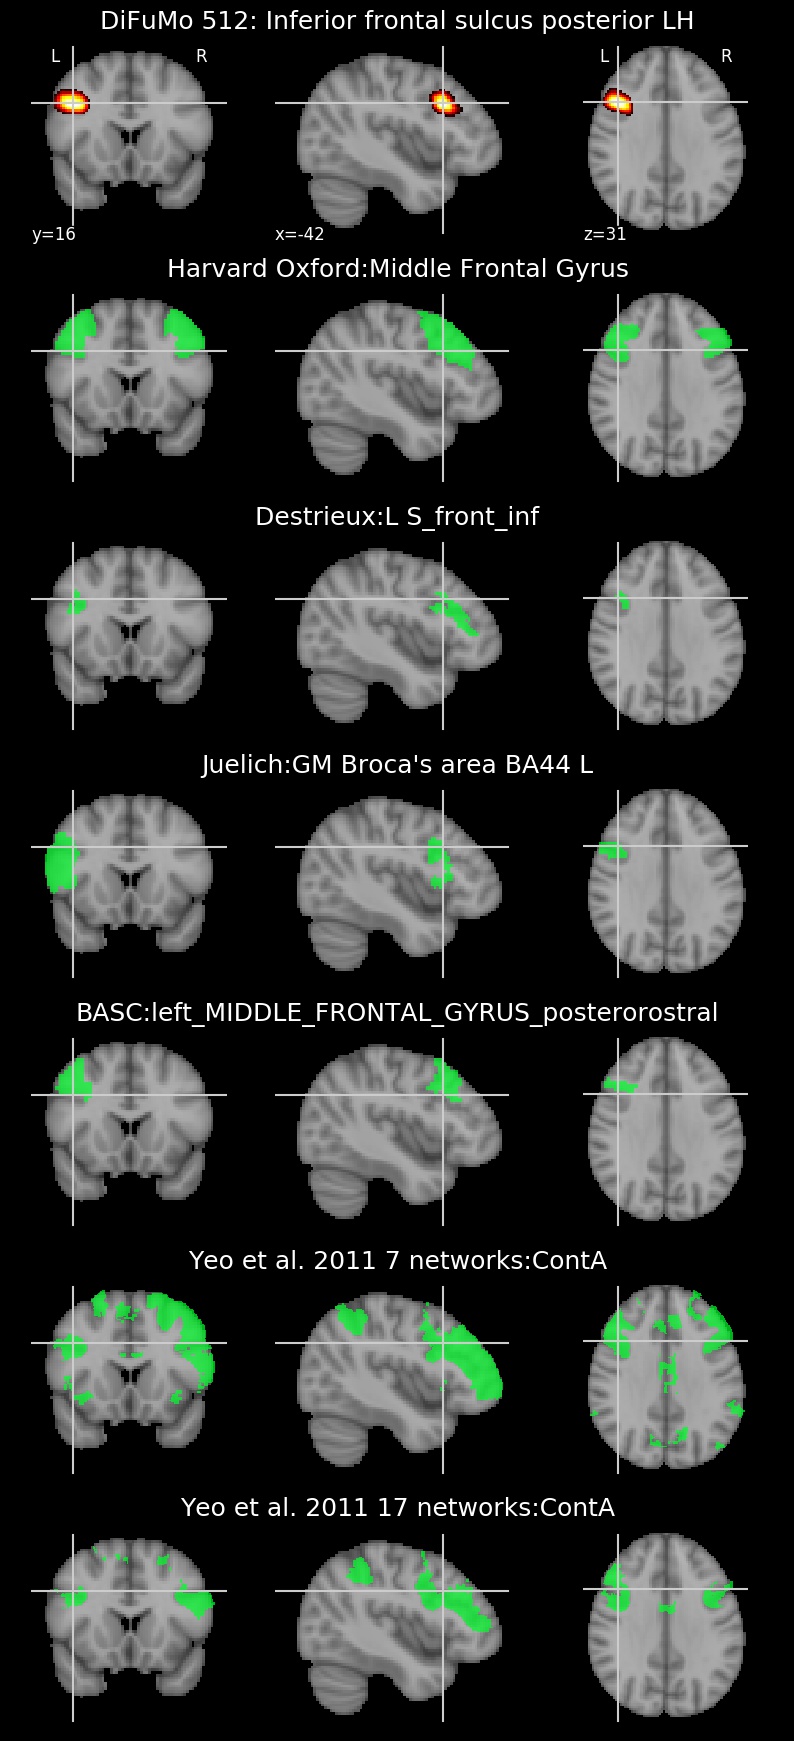 DiFuMo 512: Inferior frontal sulcus posterior LH
L R L R
y=16 x=-42 z=31
Harvard Oxford:Middle Frontal Gyrus
Destrieux:L S_front_inf
Juelich:GM Broca's area BA44 L
BASC:left_MIDDLE_FRONTAL_GYRUS_posterorostral
Yeo et al. 2011 7 networks:ContA
Yeo et al. 2011 17 networks:ContA